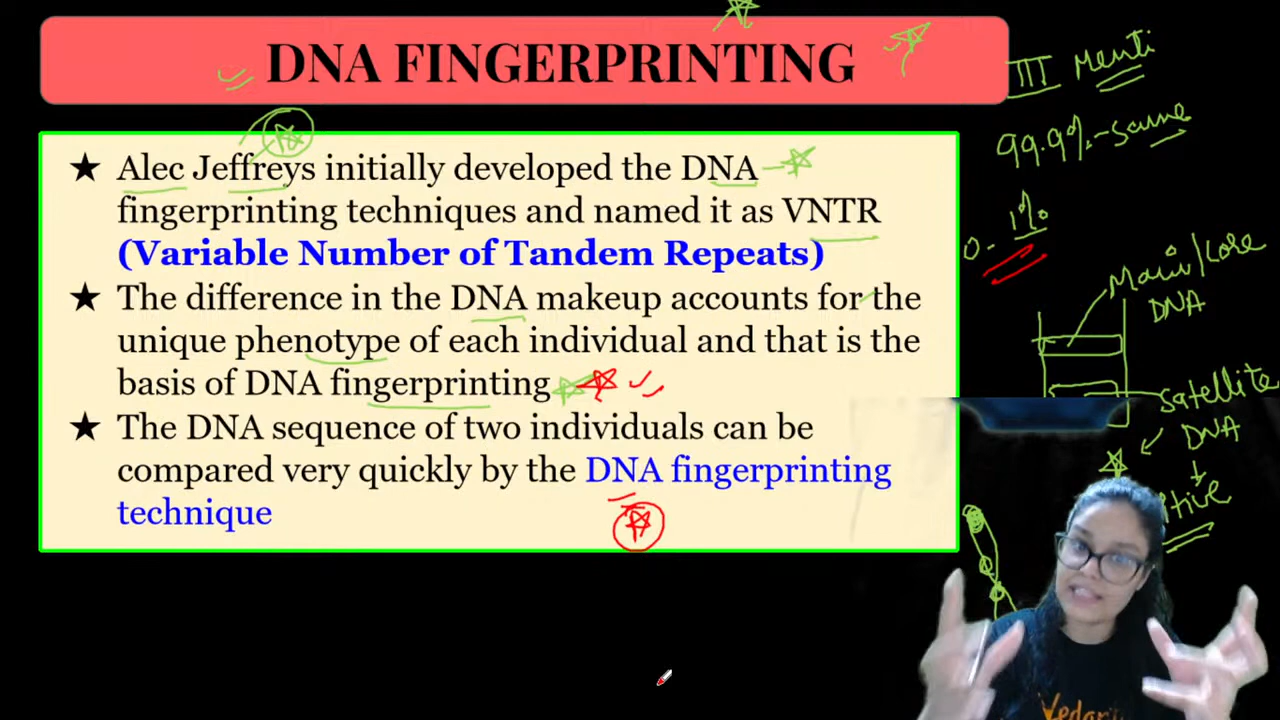 DNA FINGERPRINTING
★ Alec Jeffreys initially developed the DNA
fingerprinting techniques and named it as VNTR
(Variable Number of Tandem Repeats)
★ The difference in the DNA makeup accounts for the
unique phenotype of each individual and that is the
basis of DNA fingerprinting
★ The DNA sequence of two individuals can be
compared very quickly by the DNA fingerprinting
technique
III Menti
99.9% - same
0.1%
/Core
DNA
Satellite
DNA